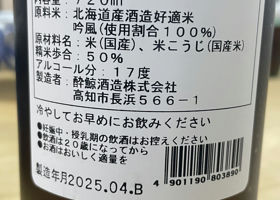 720ml
原料米：北海道産酒造好適米
吟風（使用割合100％）
原材料名：米（国産）、米こうじ（国産米）
精米歩合：50％
アルコール分：17度
製造者：酔鯨酒造株式会社
高知市長浜566－1
冷やしてお早めにお飲みください
●妊娠中・授乳期の飲酒はお控えください
●飲酒は20歳になってから
●お酒はおいしく適量を
製造年月2025.04.B
4 901190 803890